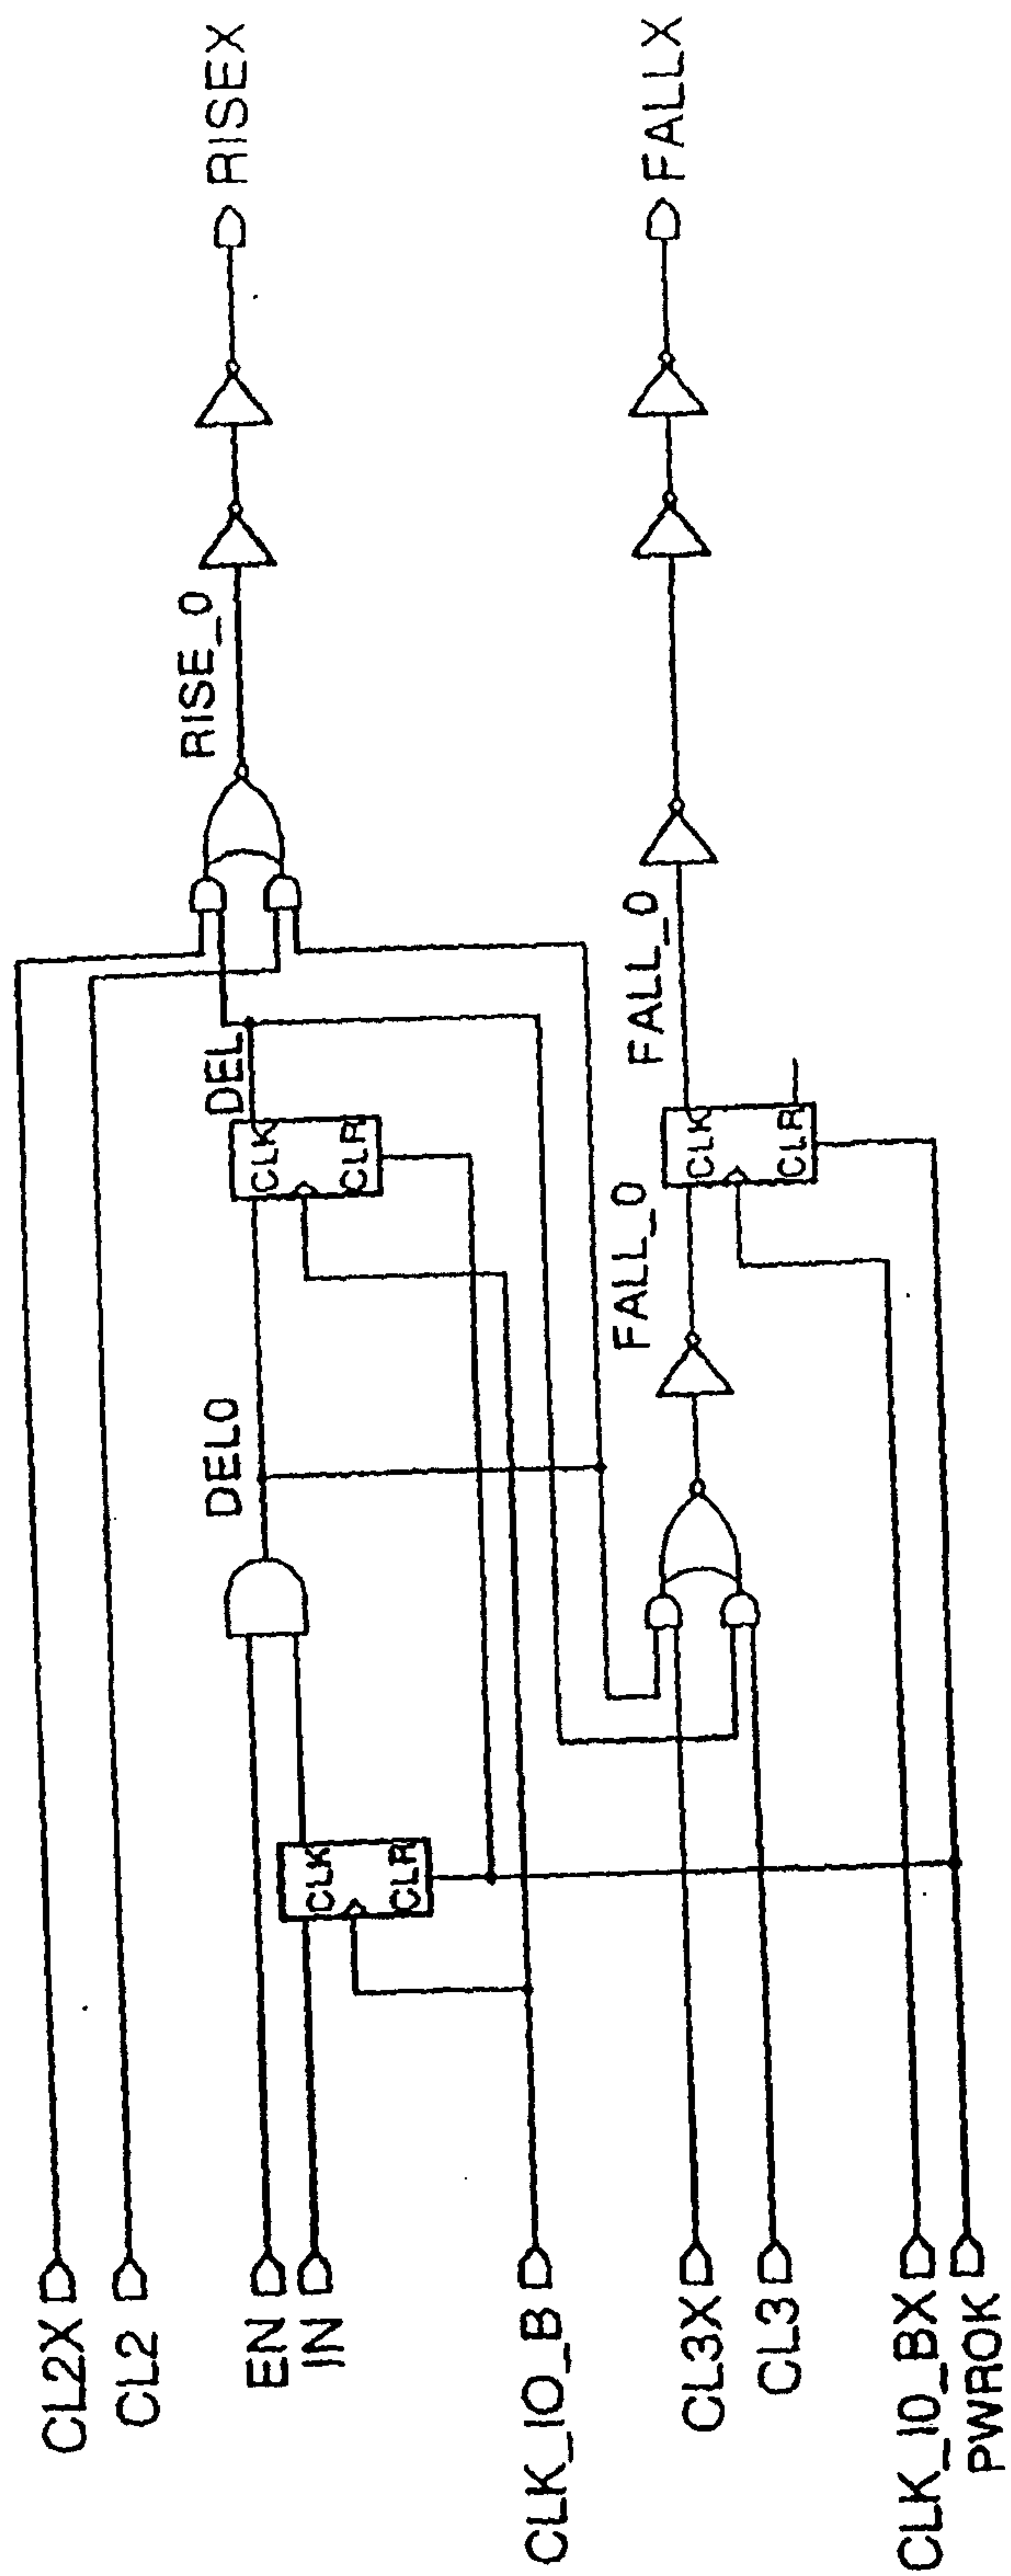 CL2X
CL2
EN
IN
CLK_IO_B
CL3X
CL3
CLK_IO_BX
PWROK
CLK
CLR
DEL0
CLK
CLR
DEL
RISE_0
RISEX
FALL_0
CLK
CLR
FALL_0
FALLX